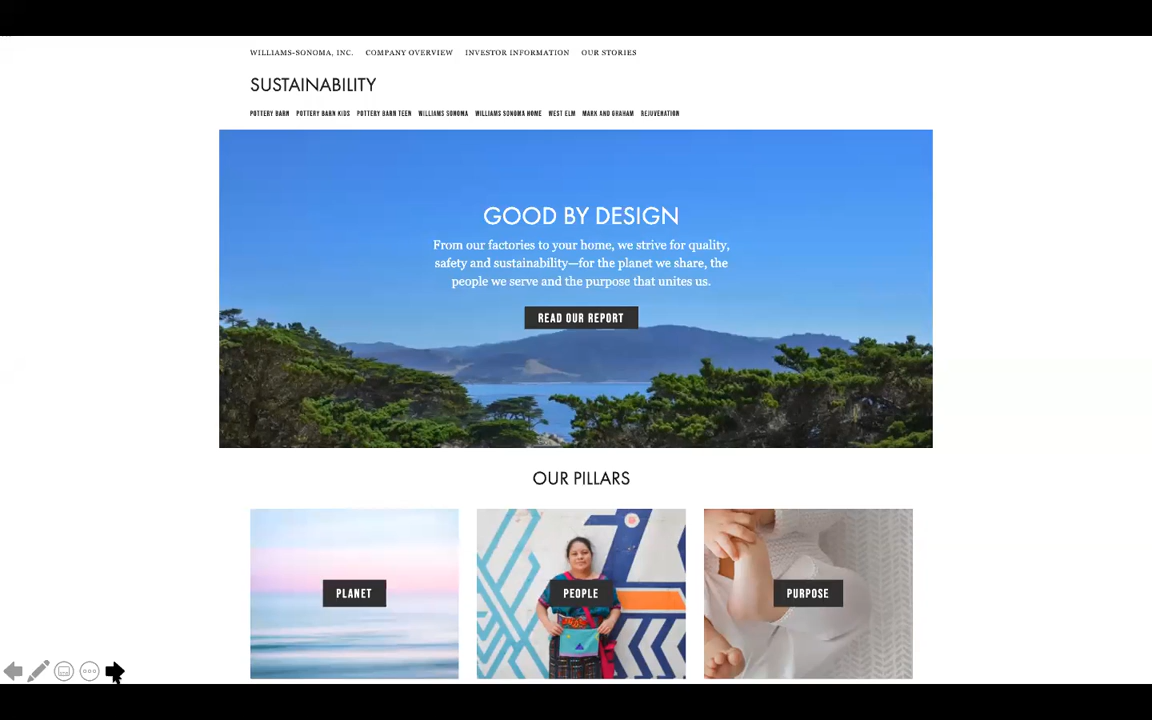 WILLIAMS-SONOMA, INC. COMPANY OVERVIEW INVESTOR INFORMATION OUR STORIES
SUSTAINABILITY
POTTERY BARN POTTERY BARN KIDS POTTERY BARN TEEN WILLIAMS SONOMA WILLIAMS SONOMA HOME WEST ELM MARK AND GRAHAM REJUVENATION
GOOD BY DESIGN
From our factories to your home, we strive for quality,
safety and sustainability—for the planet we share, the
people we serve and the purpose that unites us.
READ OUR REPORT
OUR PILLARS
PLANET PEOPLE PURPOSE